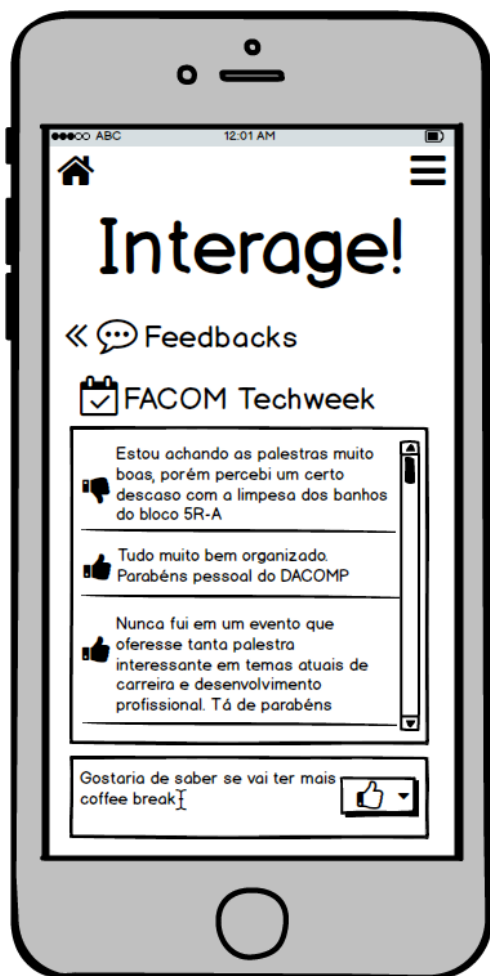 ABC 12:01 AM
Interage!
Feedbacks
FACOM Techweek
Estou achando as palestras muito
boas, porém percebi um certo
descaso com a limpesa dos banhos
do bloco 5R-A
Tudo muito bem organizado.
Parabéns pessoal do DACOMP
Nunca fui em um evento que
oferesse tanta palestra
interessante em temas atuais de
carreira e desenvolvimento
profissional. Tá de parabéns
Gostaria de saber se vai ter mais
coffee break